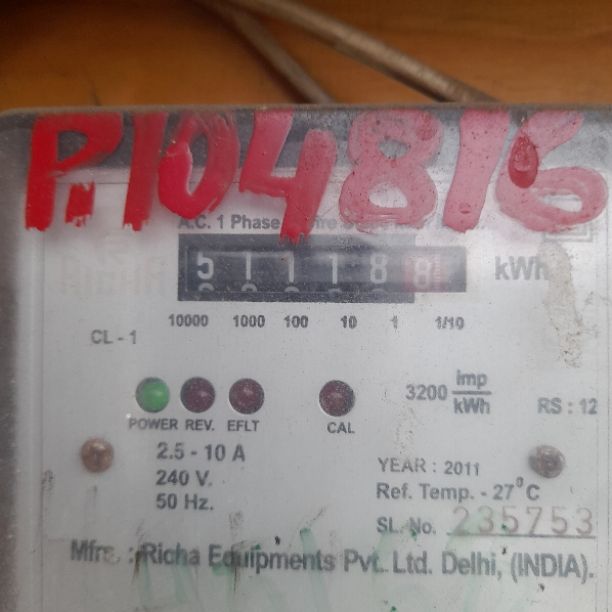 P.104816
A.C. 1 Phase
5 1 1 1 8 8 kWh
10000 1000 100 10 1 1/10
CL - 1
3200 imp/kWh
RS : 12
POWER REV. EFLT CAL
2.5 - 10 A
240 V.
50 Hz.
YEAR : 2011
Ref. Temp. - 27°C
SL. No. 235753
Mfrs. : Richa Equipments Pvt. Ltd. Delhi, (INDIA).